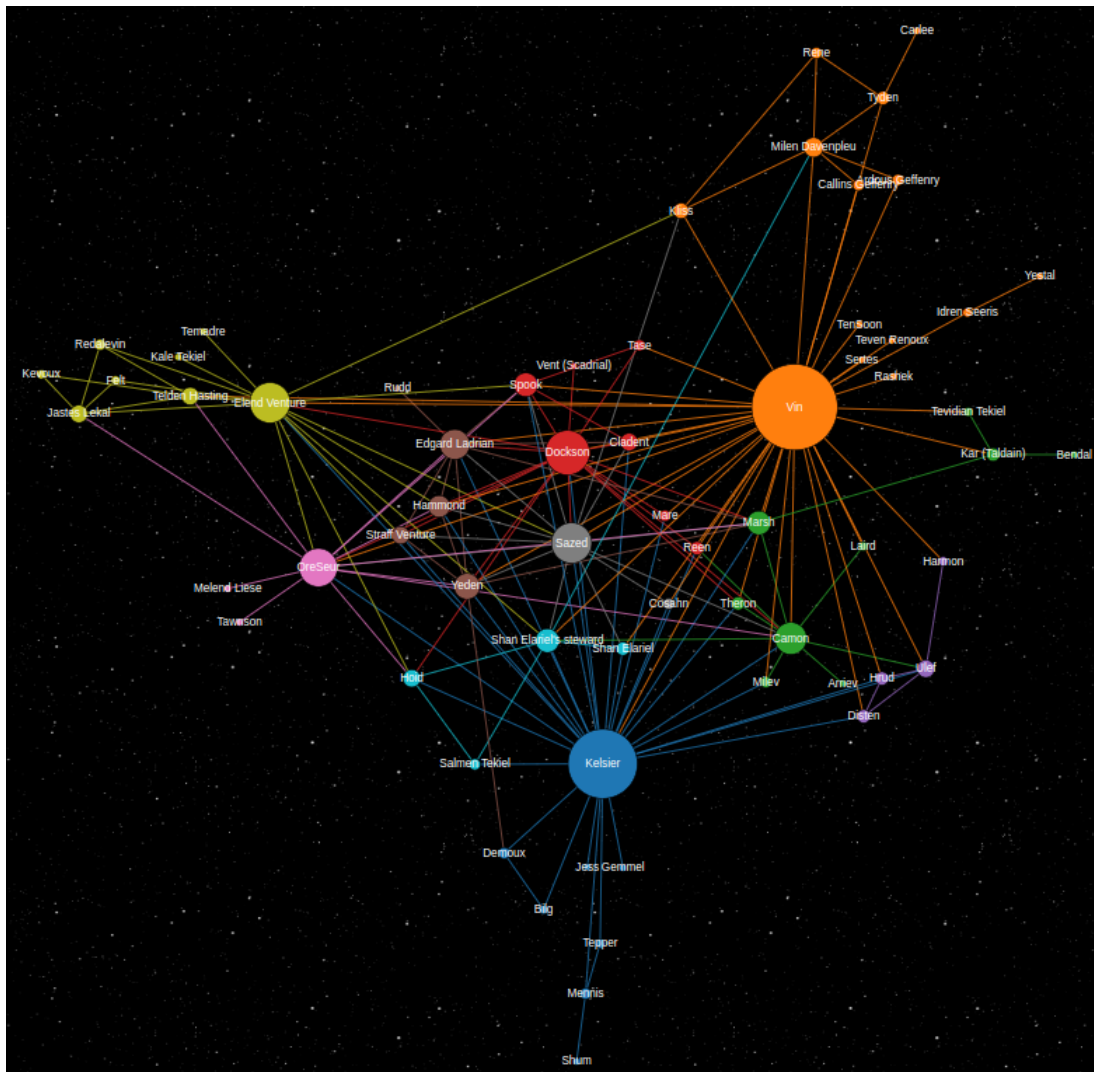 Carlee
Rene
Tyden
Milen Davenpleu
Ardous Geffenry
Callins Geffenry
Kliss
Yestal
Idren Seeris
TenSoon
Temadre
Teven Renoux
Redalevin
Tase
Kale Tekiel
Sertes
Vent (Scadrial)
Kevoux
Felt
Rashek
Spook
Rudd
Telden Hasting
Elend Venture
Vin
Jastes Lekal
Tevidian Tekiel
Edgard Ladrian
Cladent
Dockson
Kar (Taldain)
Bendal
Hammond
Mare
Marsh
Straff Venture
Sazed
Reen
Laird
Harmon
OreSeur
Melend Liese
Yeden
Cosahn
Theron
Tawnson
Shan Elariel's steward
Camon
Shan Elariel
Ulef
Hoid
Milev
Arriev
Hrud
Disten
Salmen Tekiel
Kelsier
Demoux
Jess
Gemmel
Bilg
Tepper
Mennis
Shum